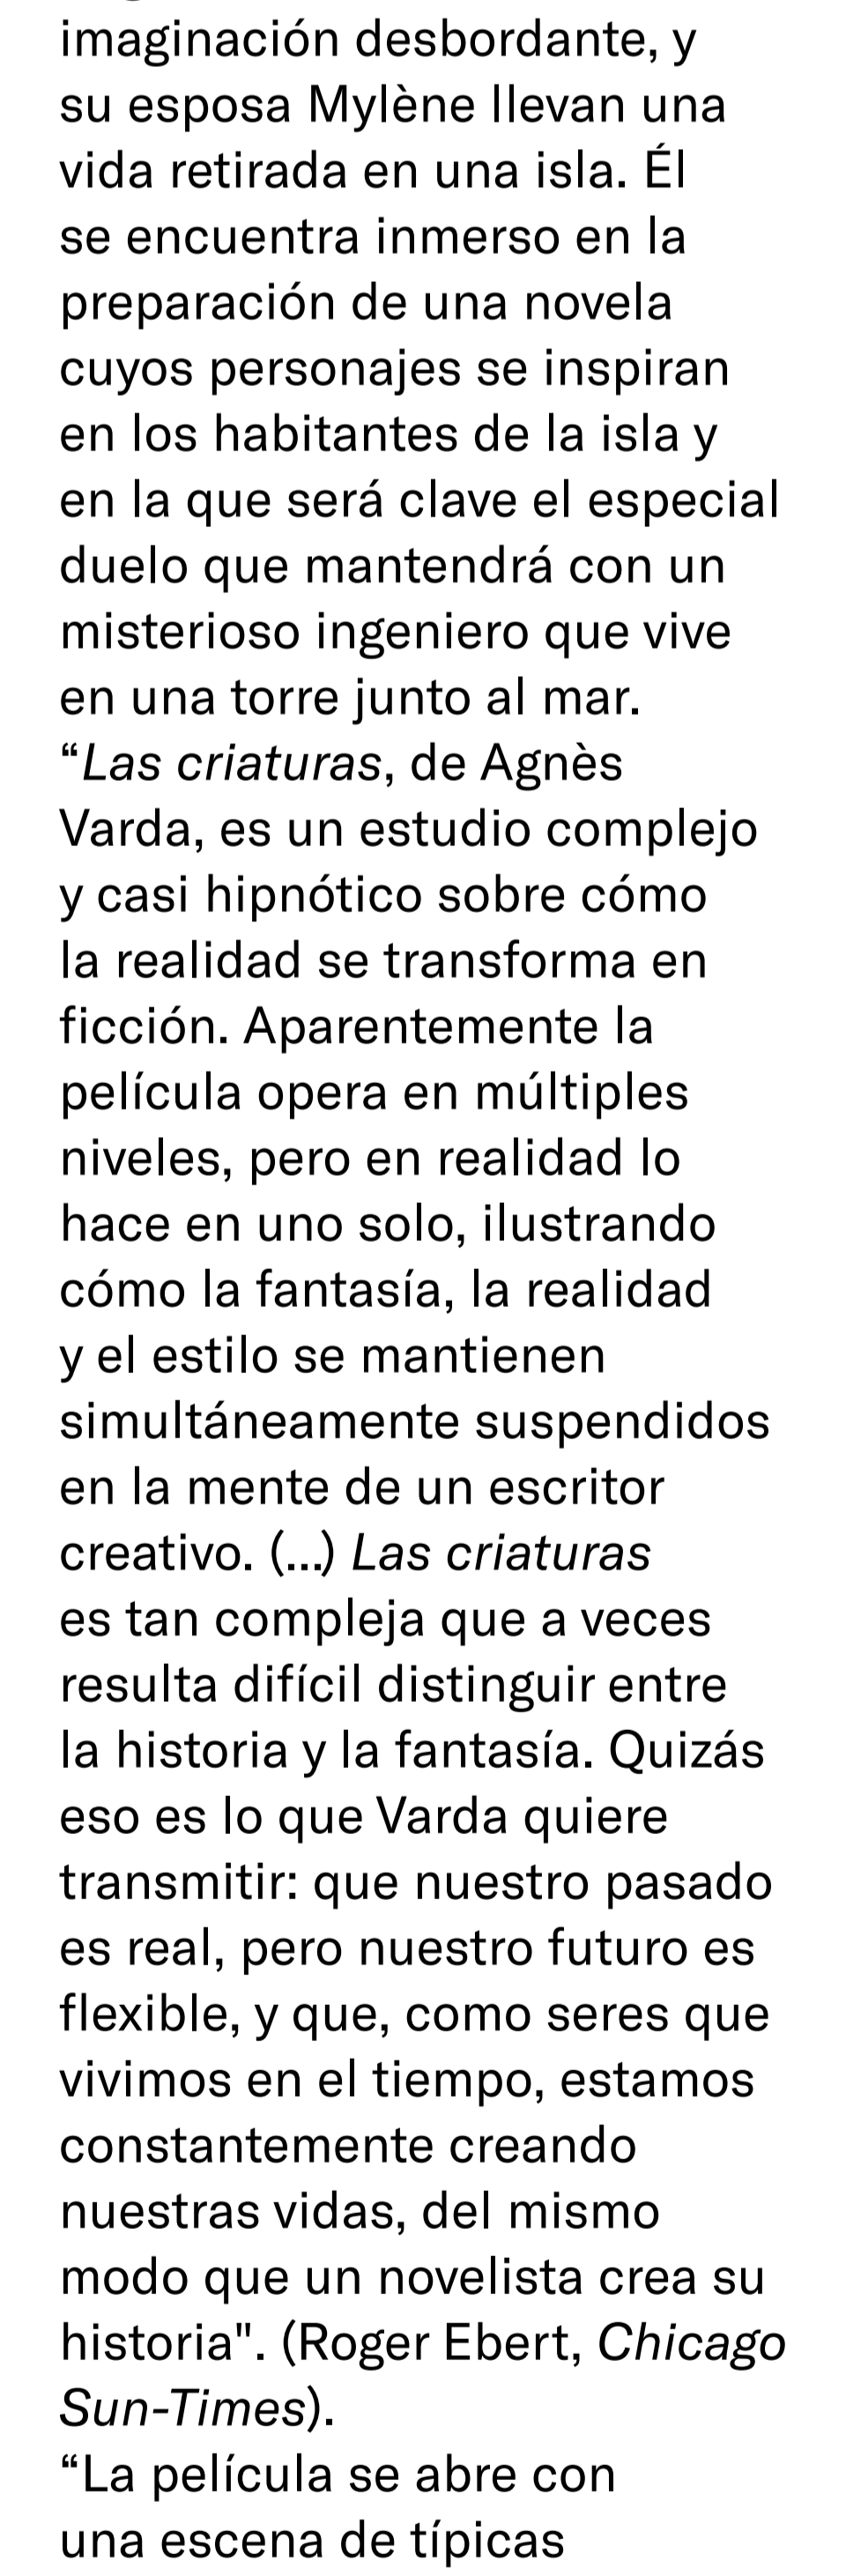 imaginación desbordante, y
su esposa Mylène llevan una
vida retirada en una isla. Él
se encuentra inmerso en la
preparación de una novela
cuyos personajes se inspiran
en los habitantes de la isla y
en la que será clave el especial
duelo que mantendrá con un
misterioso ingeniero que vive
en una torre junto al mar.
“Las criaturas, de Agnès
Varda, es un estudio complejo
y casi hipnótico sobre cómo
la realidad se transforma en
ficción. Aparentemente la
película opera en múltiples
niveles, pero en realidad lo
hace en uno solo, ilustrando
cómo la fantasía, la realidad
y el estilo se mantienen
simultáneamente suspendidos
en la mente de un escritor
creativo. (...) Las criaturas
es tan compleja que a veces
resulta difícil distinguir entre
la historia y la fantasía. Quizás
eso es lo que Varda quiere
transmitir: que nuestro pasado
es real, pero nuestro futuro es
flexible, y que, como seres que
vivimos en el tiempo, estamos
constantemente creando
nuestras vidas, del mismo
modo que un novelista crea su
historia". (Roger Ebert, Chicago
Sun-Times).
“La película se abre con
una escena de típicas